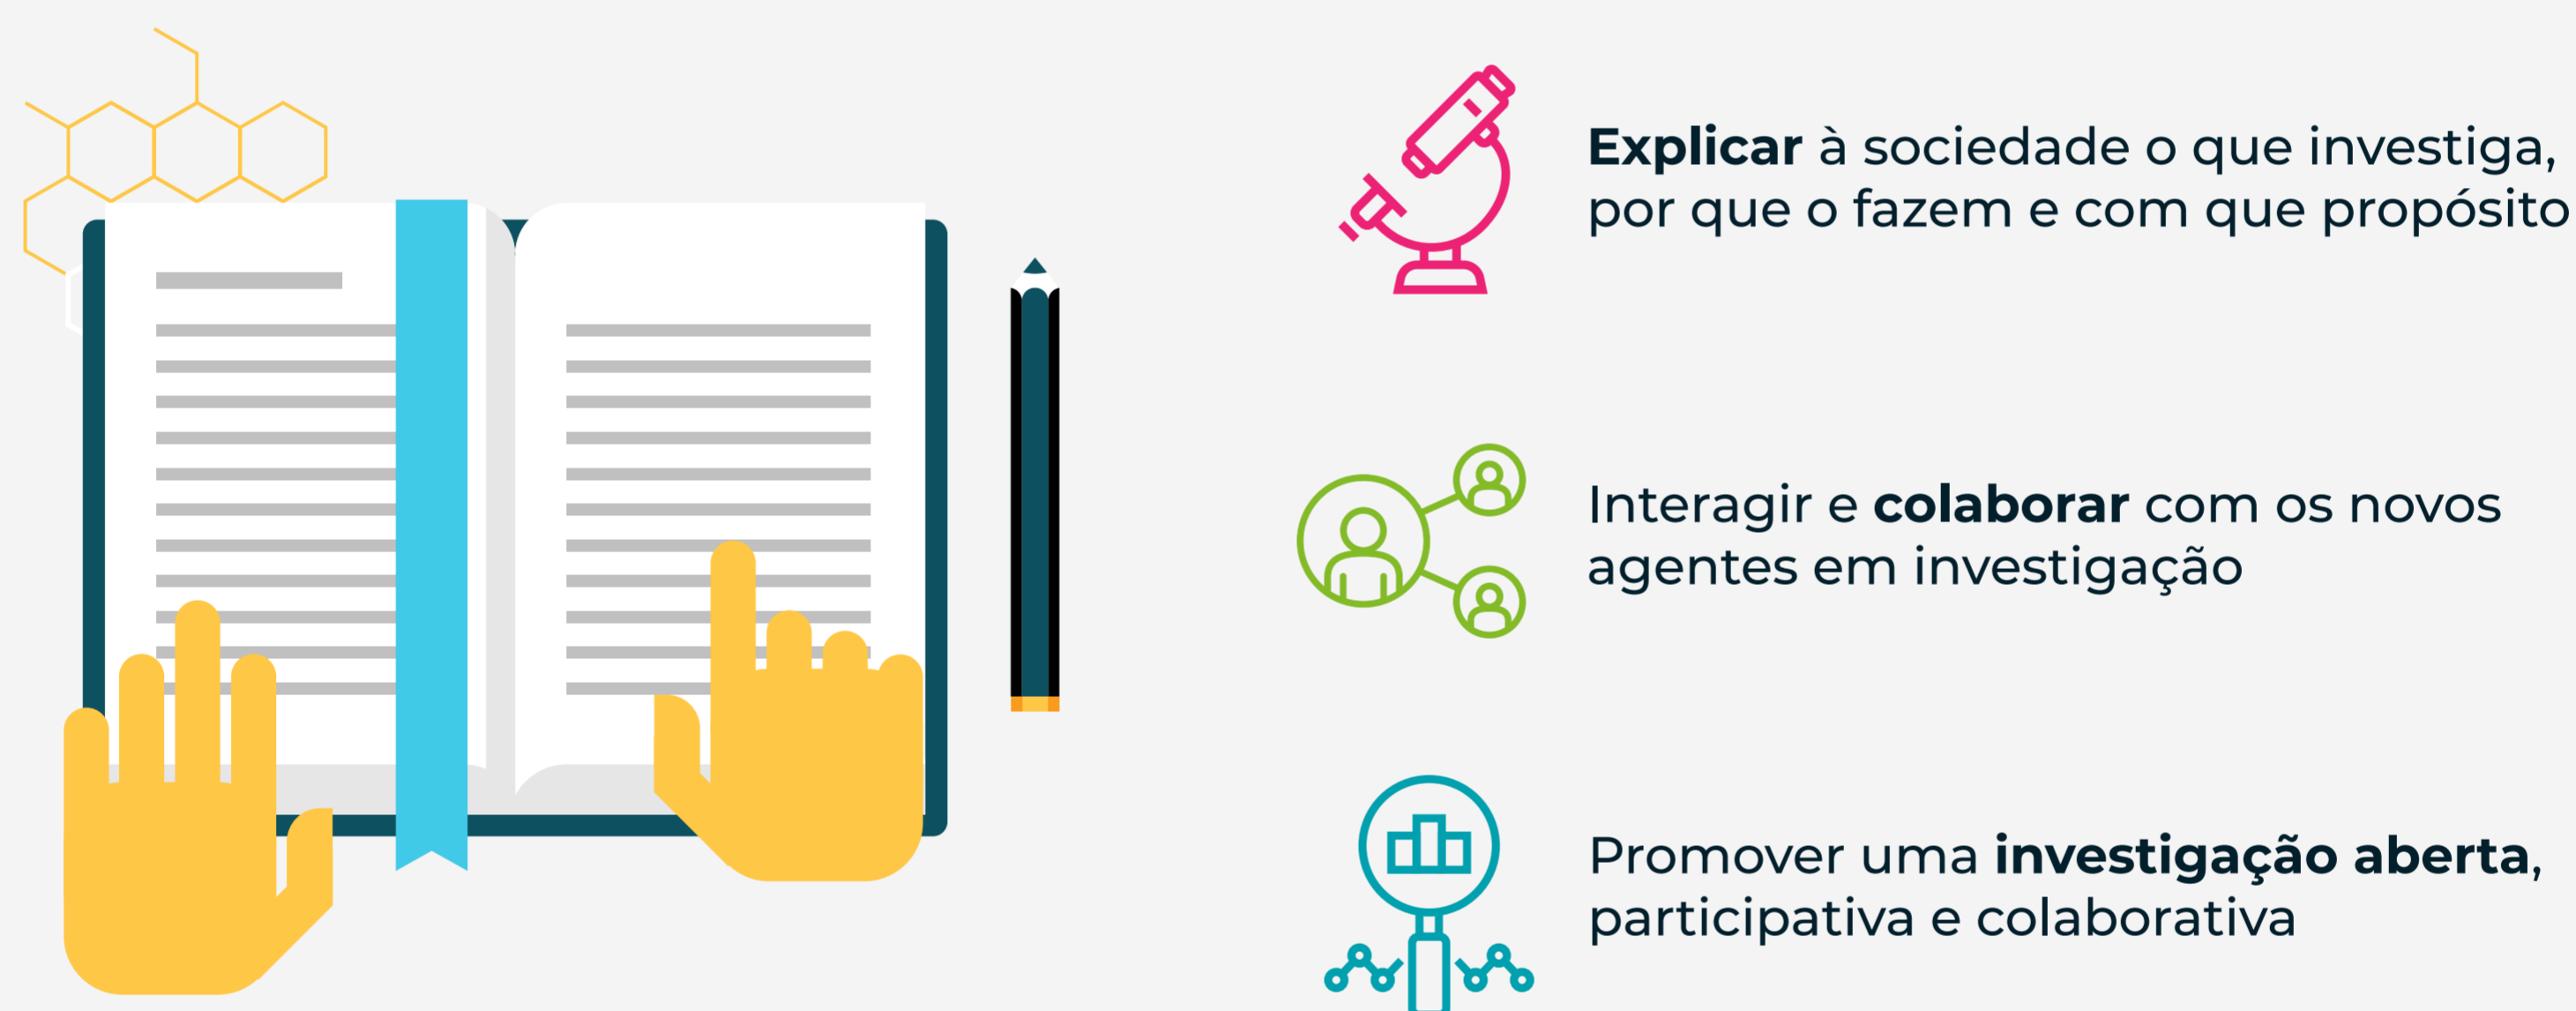 Explicar à sociedade o que investiga,
por que o fazem e com que propósito
Interagir e colaborar com os novos
agentes em investigação
Promover uma investigação aberta,
participativa e colaborativa